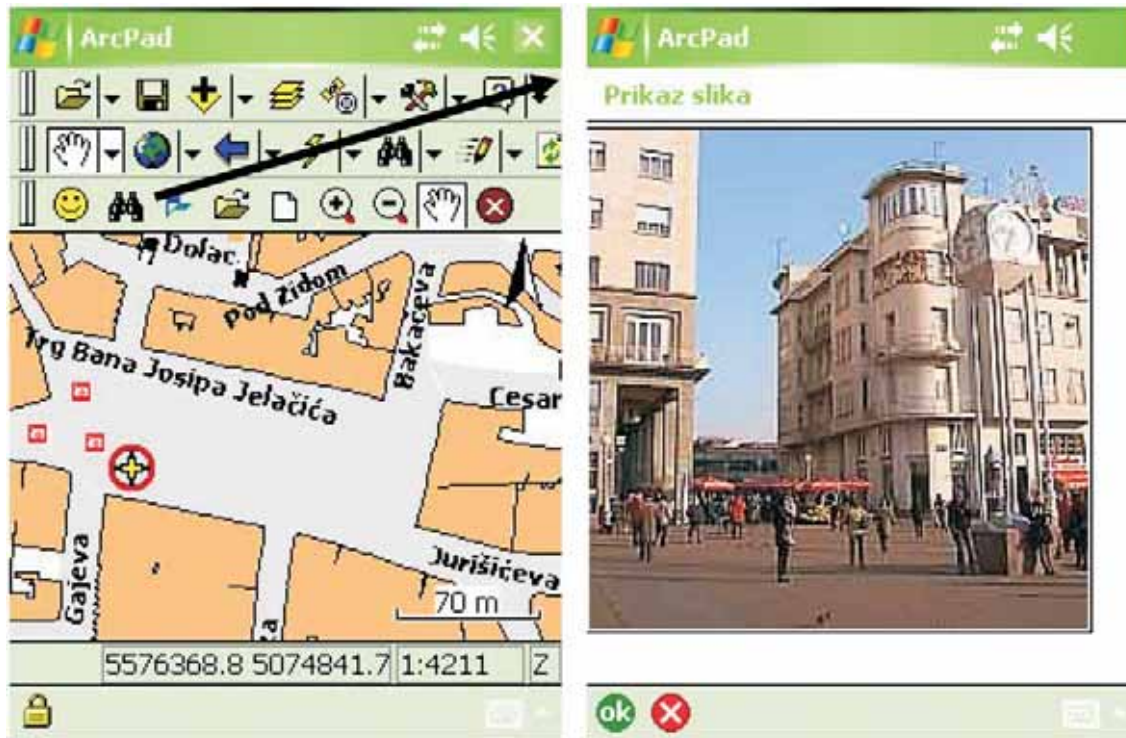 ArcPad
Dolac
Pod Zidom
Bakačeva
Trg Bana Josipa Jelačića
Cesar
Jurišićeva
Gajeva
70 m
5576368.8 5074841.7 1:4211 Z
ArcPad
Prikaz slika
ok